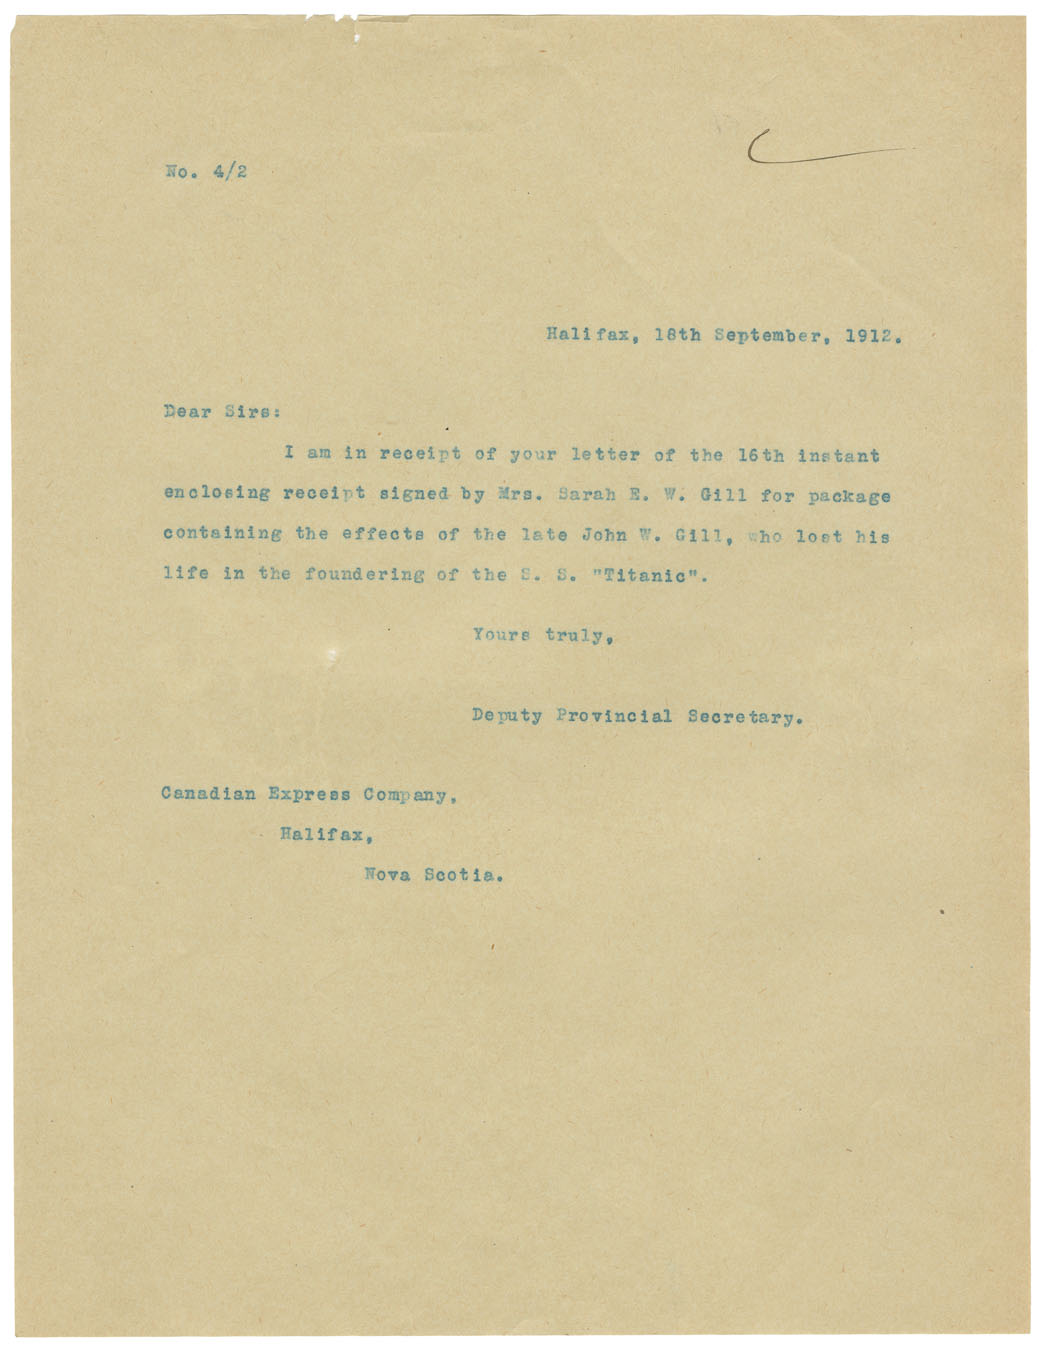 No. 4/2
Halifax, 18th September, 1912.
Dear Sirs:
I am in receipt of your letter of the 16th instant
enclosing receipt signed by Mrs. Sarah E. W. Gill for package
containing the effects of the late John W. Gill, who lost his
life in the foundering of the S. S. "Titanic".
Yours truly,
Deputy Provincial Secretary.
Canadian Express Company,
Halifax,
Nova Scotia.